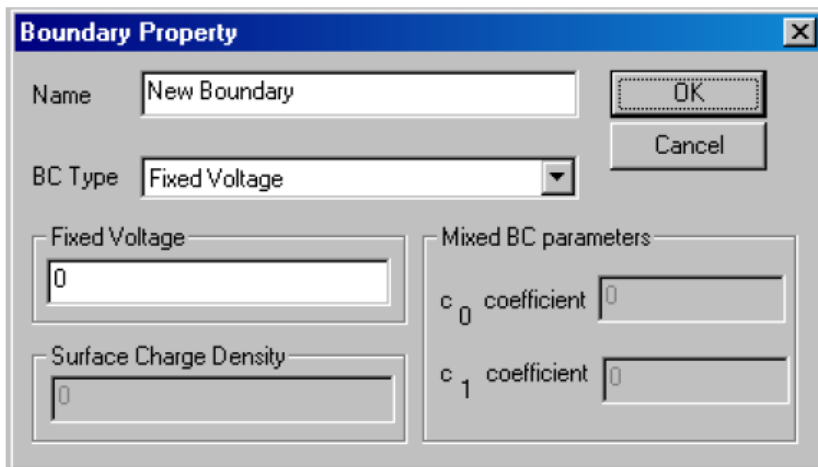 Boundary Property
Name New Boundary OK
Cancel
BC Type Fixed Voltage
Fixed Voltage Mixed BC parameters
0
c 0 coefficient 0
Surface Charge Density
0
c 1 coefficient 0